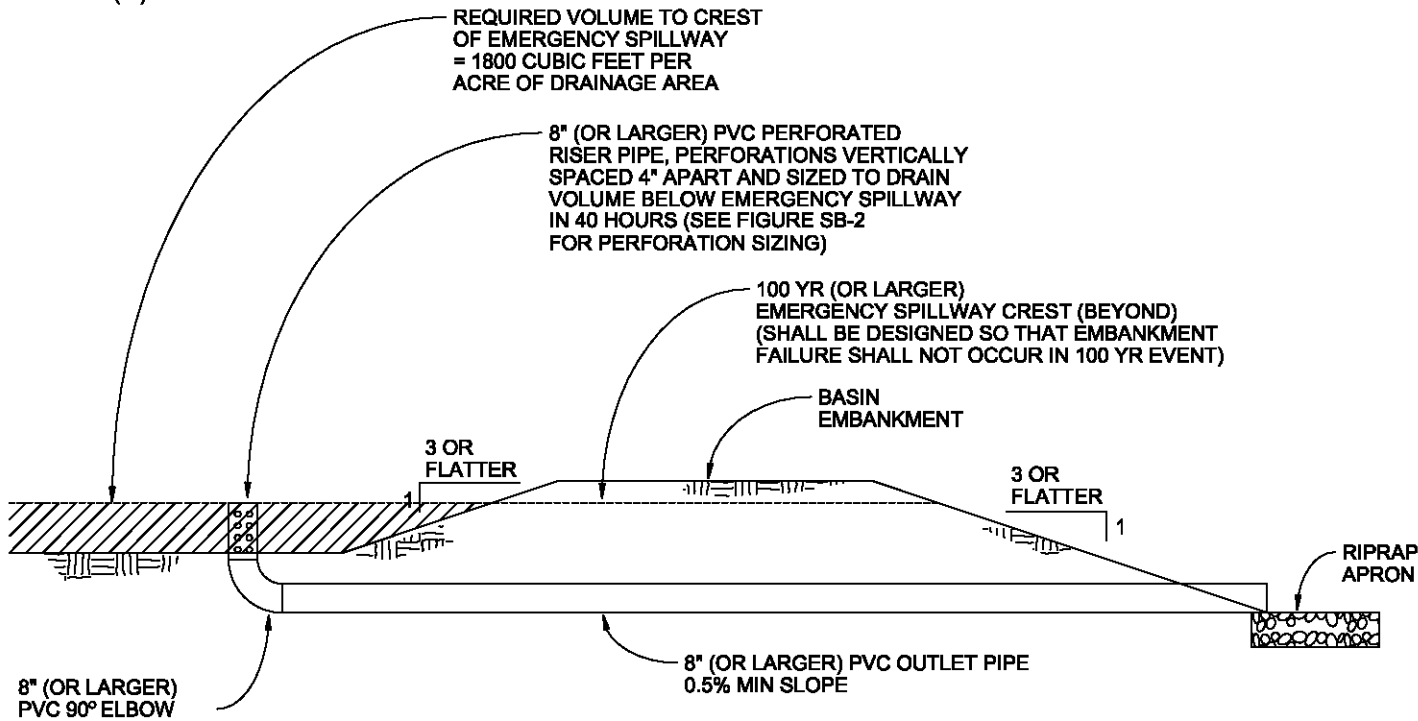 REQUIRED VOLUME TO CREST
OF EMERGENCY SPILLWAY
= 1800 CUBIC FEET PER
ACRE OF DRAINAGE AREA
8" (OR LARGER) PVC PERFORATED
RISER PIPE, PERFORATIONS VERTICALLY
SPACED 4" APART AND SIZED TO DRAIN
VOLUME BELOW EMERGENCY SPILLWAY
IN 40 HOURS (SEE FIGURE SB-2
FOR PERFORATION SIZING)
100 YR (OR LARGER)
EMERGENCY SPILLWAY CREST (BEYOND)
(SHALL BE DESIGNED SO THAT EMBANKMENT
FAILURE SHALL NOT OCCUR IN 100 YR EVENT)
BASIN
EMBANKMENT
3 OR
FLATTER
1
3 OR
FLATTER
1
RIPRAP
APRON
8" (OR LARGER) PVC OUTLET PIPE
0.5% MIN SLOPE
8" (OR LARGER)
PVC 90º ELBOW